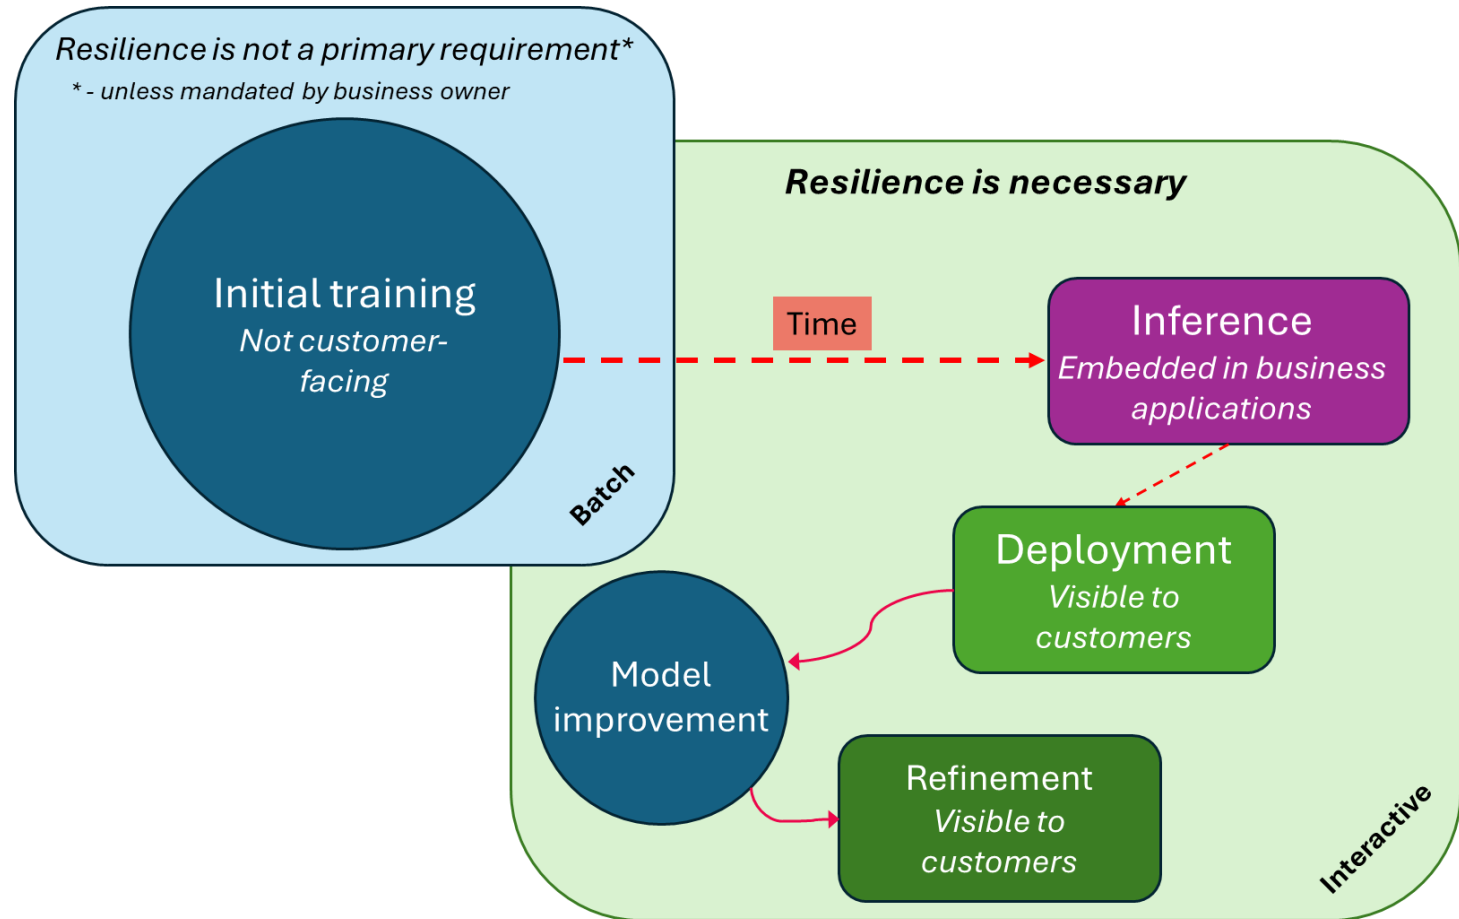 Resilience is not a primary requirement*
* - unless mandated by business owner
Initial training
Not customer-
facing
Batch
Resilience is necessary
Time
Inference
Embedded in business
applications
Deployment
Visible to
customers
Model
improvement
Refinement
Visible to
customers
Interactive